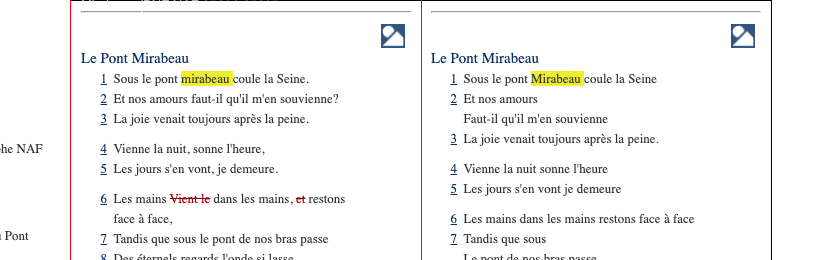 he NAF
Pont
Le Pont Mirabeau
1 Sous le pont mirabeau coule la Seine.
2 Et nos amours faut-il qu'il m'en souvienne?
3 La joie venait toujours après la peine.
4 Vienne la nuit, sonne l'heure,
5 Les jours s'en vont, je demeure.
6 Les mains Vient le dans les mains, et restons
face à face,
7 Tandis que sous le pont de nos bras passe
8 Des éternels regards l'onde si lasse
Le Pont Mirabeau
1 Sous le pont Mirabeau coule la Seine
2 Et nos amours
Faut-il qu'il m'en souvienne
3 La joie venait toujours après la peine.
4 Vienne la nuit sonne l'heure
5 Les jours s'en vont je demeure
6 Les mains dans les mains restons face à face
7 Tandis que sous
Le pont de nos bras passe